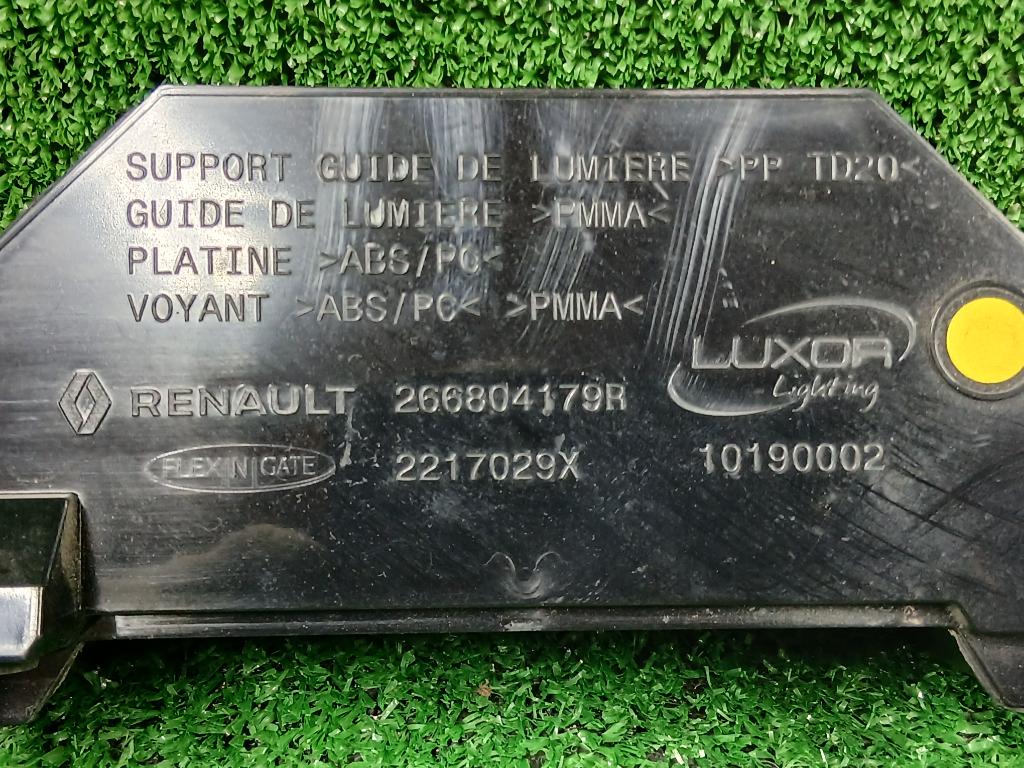 SUPPORT GUIDE DE LUMIÈRE >PP TD20<
GUIDE DE LUMIERE >PMMA<
PLATINE >ABS/PC<
VOYANT >ABS/PC< >PMMA<
LUXOR
Lighting
RENAULT 266804179R
FLEX N GATE 2217029X 10190002